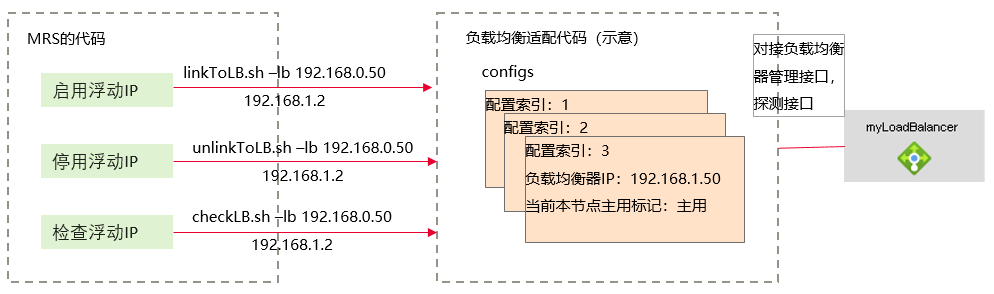 MRS的代码
启用浮动IP
linkToLB.sh –lb 192.168.0.50
192.168.1.2
停用浮动IP
unlinkToLB.sh –lb 192.168.0.50
192.168.1.2
检查浮动IP
checkLB.sh –lb 192.168.0.50
192.168.1.2
负载均衡适配代码（示意）
configs
配置索引：1
配置索引：2
配置索引：3
负载均衡器IP：192.168.1.50
当前本节点主用标记：主用
对接负载均衡
器管理接口，
探测接口
myLoadBalancer